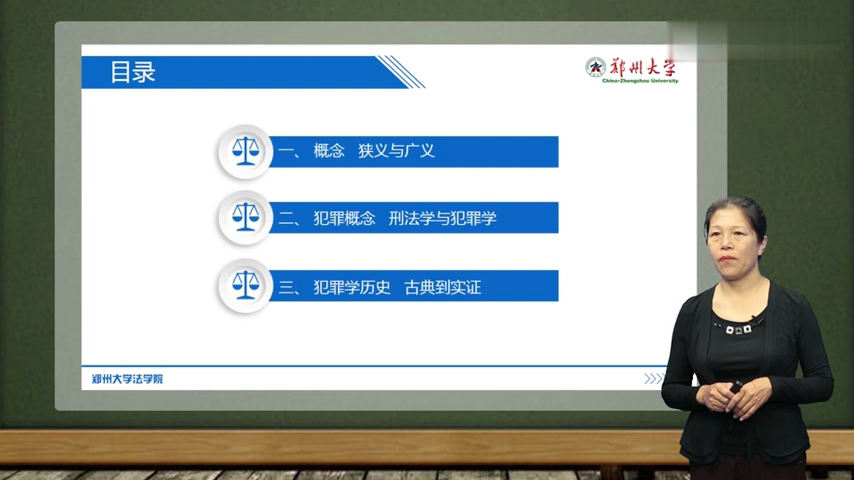 目录
郑州大学
China·Zhengzhou University
一、 概念 狭义与广义
二、 犯罪概念 刑法学与犯罪学
三、 犯罪学历史 古典到实证
郑州大学法学院